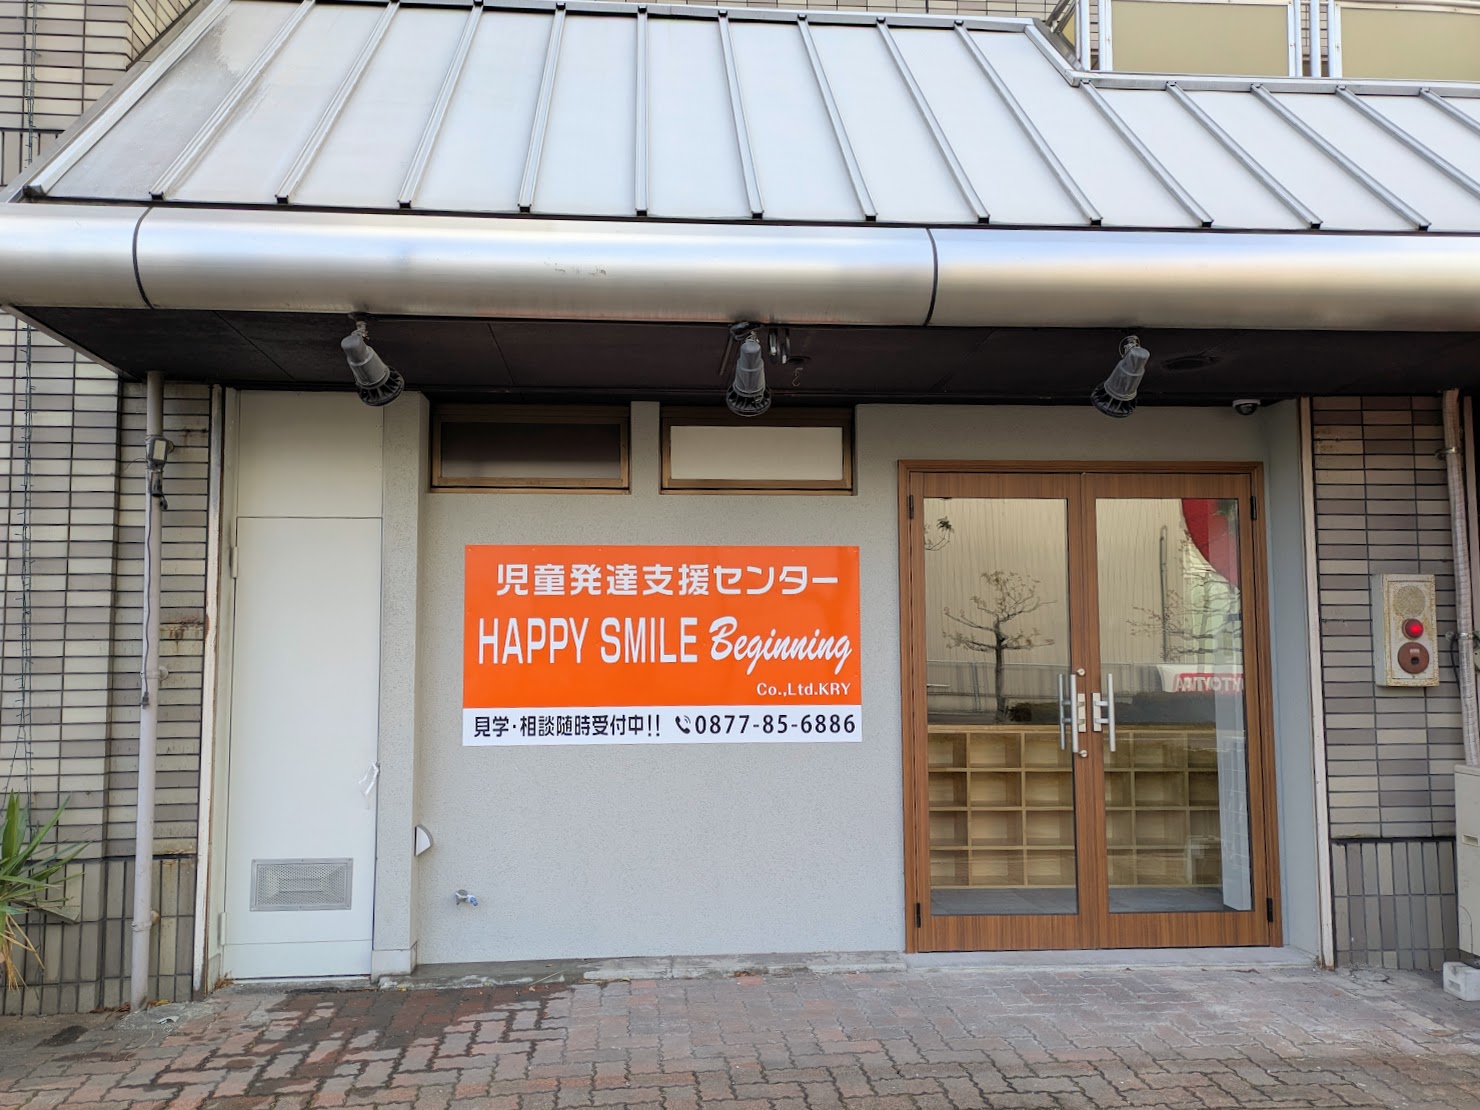 児童発達支援センター
HAPPY SMILE Beginning
Co.,Ltd.KRY
見学・相談随時受付中!! 0877-85-6886